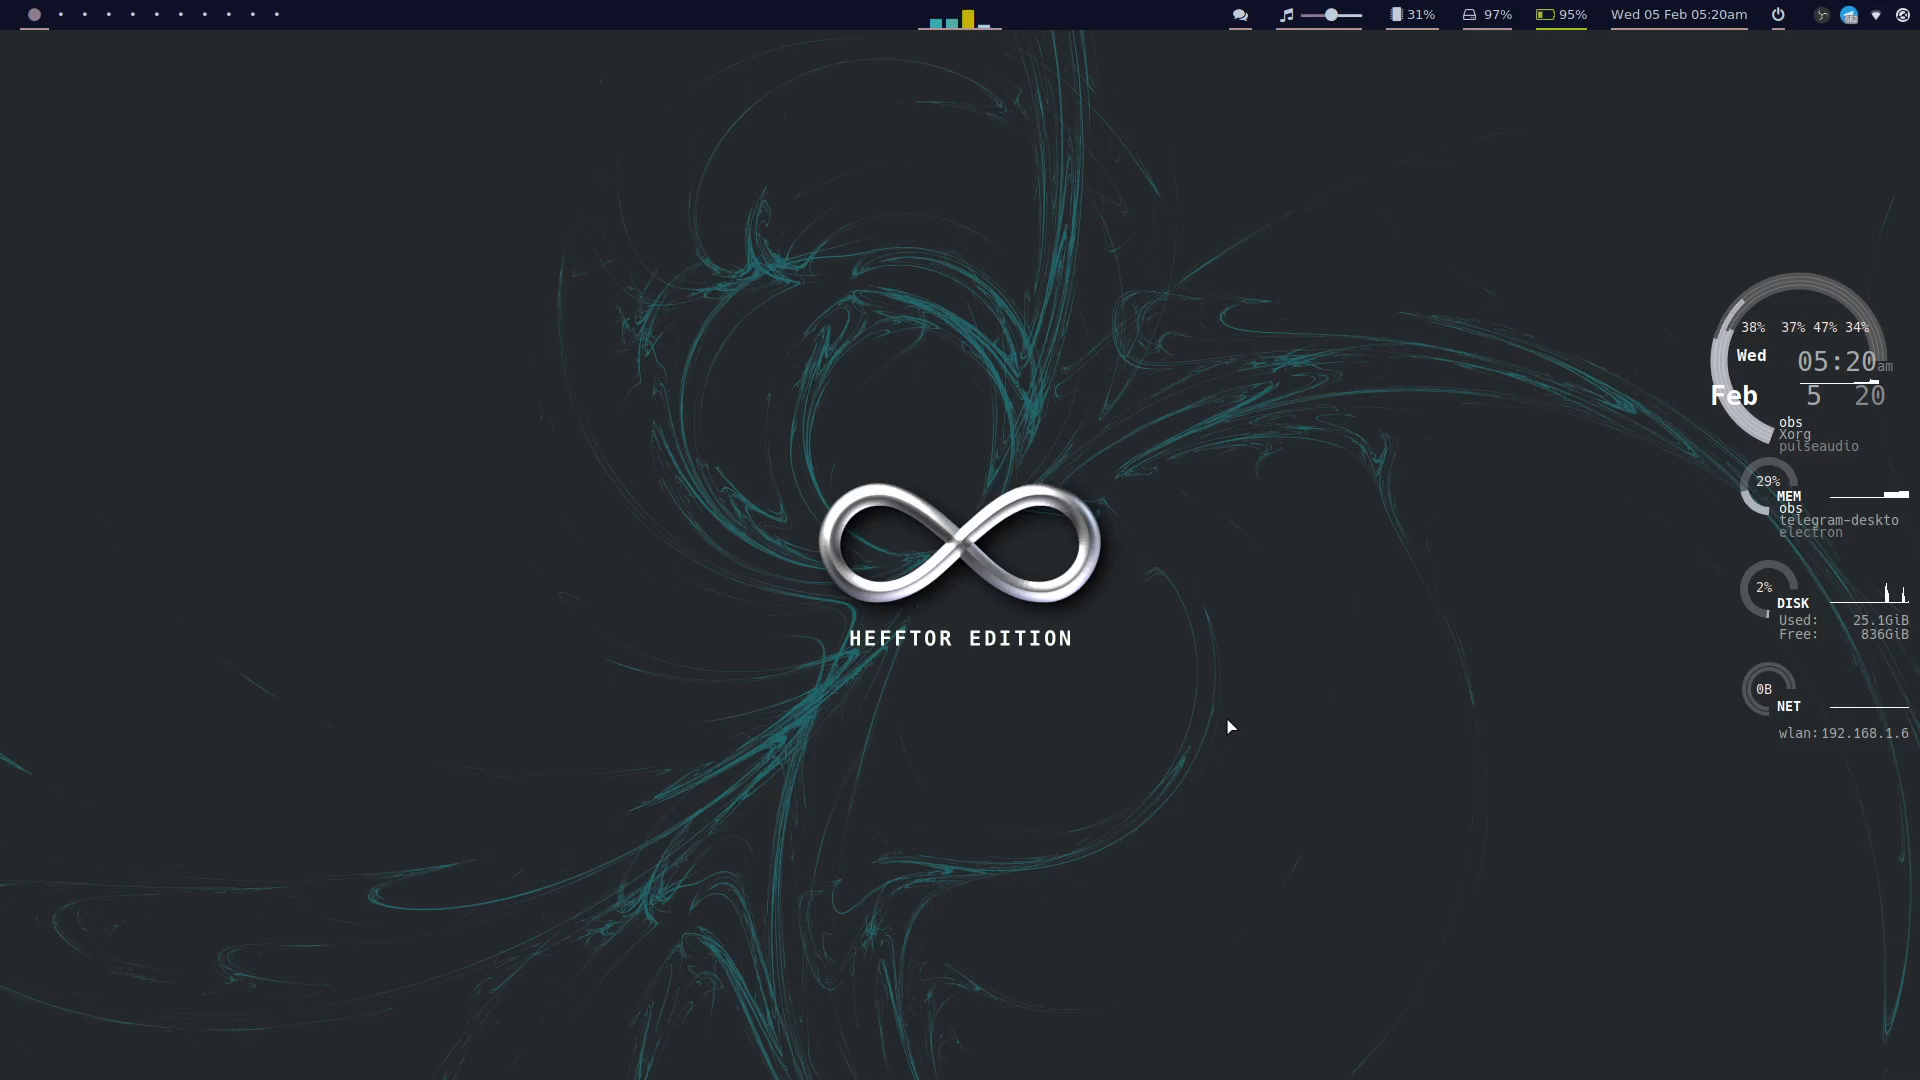 31% 97% 95% Wed 05 Feb 05:20am
38% 37% 47% 34%
Wed 05:20am
Feb 5 20
obs
Xorg
pulseaudio
29%
MEM
obs
telegram-deskto
electron
2%
DISK
Used: 25.1GiB
Free: 836GiB
HEFFTOR EDITION
0B
NET
wlan:192.168.1.6